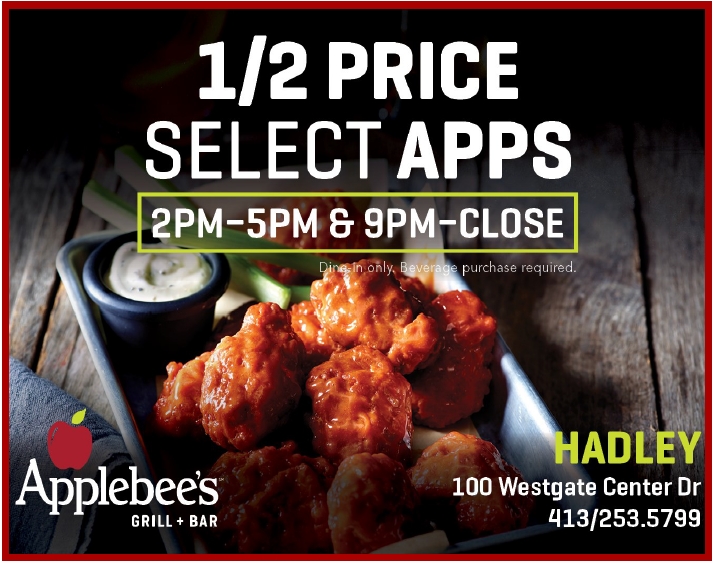 1/2 PRICE
SELECT APPS
2PM–5PM & 9PM–CLOSE
Dine-in only. Beverage purchase required.
HADLEY
100 Westgate Center Dr
413/253.5799
Applebee's
GRILL + BAR